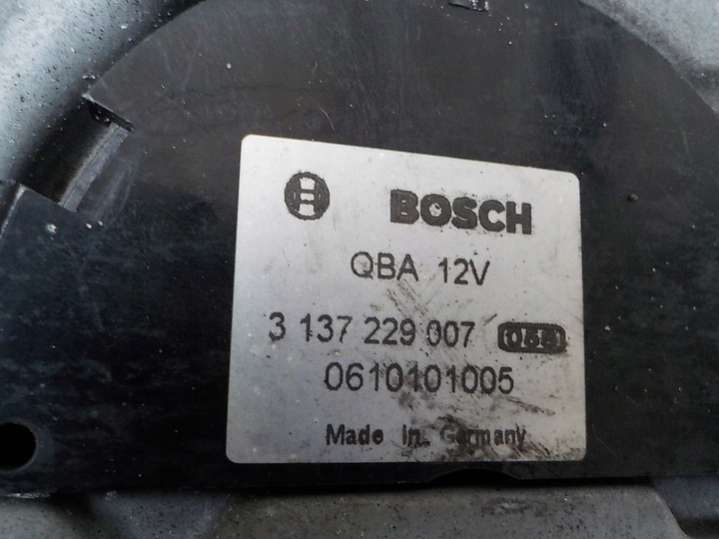 BOSCH
QBA 12V
3 137 229 007
0610101005
Made in Germany